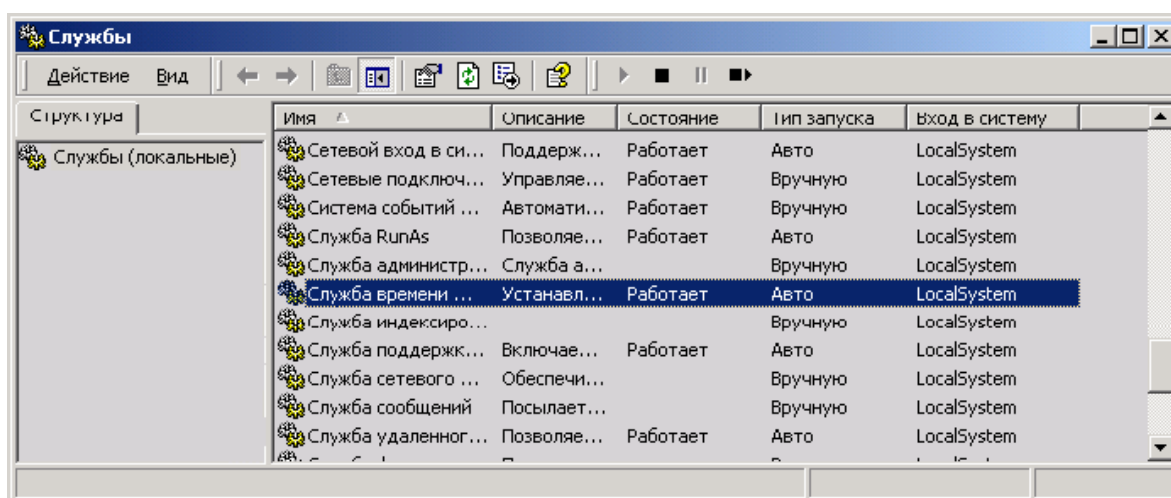 Службы
Действие Вид
Структура
Имя Описание Состояние Тип запуска Вход в систему
Службы (локальные)
Сетевой вход в си... Поддерж... Работает Авто LocalSystem
Сетевые подключ... Управляе... Работает Вручную LocalSystem
Система событий ... Автомати... Работает Вручную LocalSystem
Служба RunAs Позволяе... Работает Авто LocalSystem
Служба администр... Служба а... Вручную LocalSystem
Служба времени ... Устанавл... Работает Авто LocalSystem
Служба индексиро... Вручную LocalSystem
Служба поддержк... Включае... Работает Авто LocalSystem
Служба сетевого ... Обеспечи... Вручную LocalSystem
Служба сообщений Посылает... Вручную LocalSystem
Служба удаленног... Позволяе... Работает Авто LocalSystem